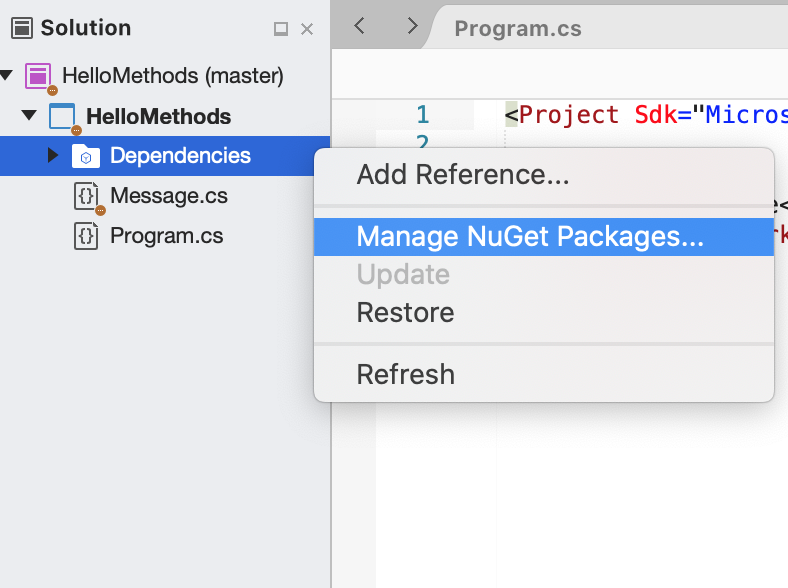 Solution
HelloMethods (master)
HelloMethods
Dependencies
Message.cs
Program.cs
Program.cs
1
<Project Sdk="Micros
2
Add Reference...
Manage NuGet Packages...
Update
Restore
Refresh